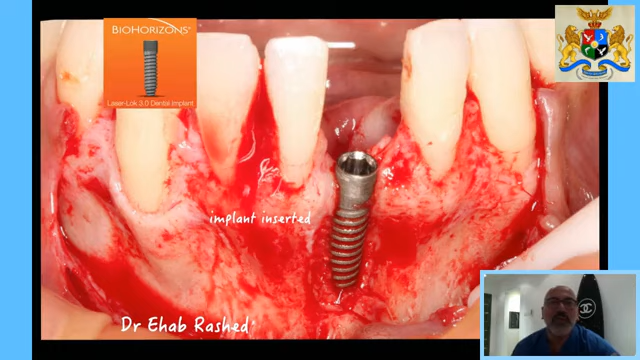 BIOHORIZONS®
Laser-Lok 3.0 Dental Implant
implant inserted
Dr Ehab Rashed